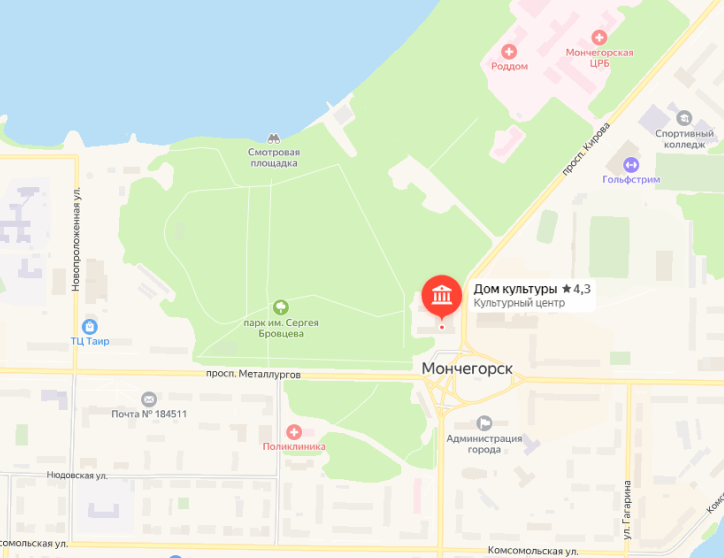 Роддом
Мончегорская
ЦРБ
Спортивный
колледж
просп. Кирова
Гольфстрим
Смотровая
площадка
Новопроложенная ул.
Дом культуры ★4,3
Культурный центр
парк им. Сергея
Бровцева
ТЦ Таир
просп. Металлургов
Мончегорск
Почта № 184511
Поликлиника
Администрация
города
Нюдовская ул.
ул. Гагарина
Комсо
омсомольская ул.
Комсомольская ул.